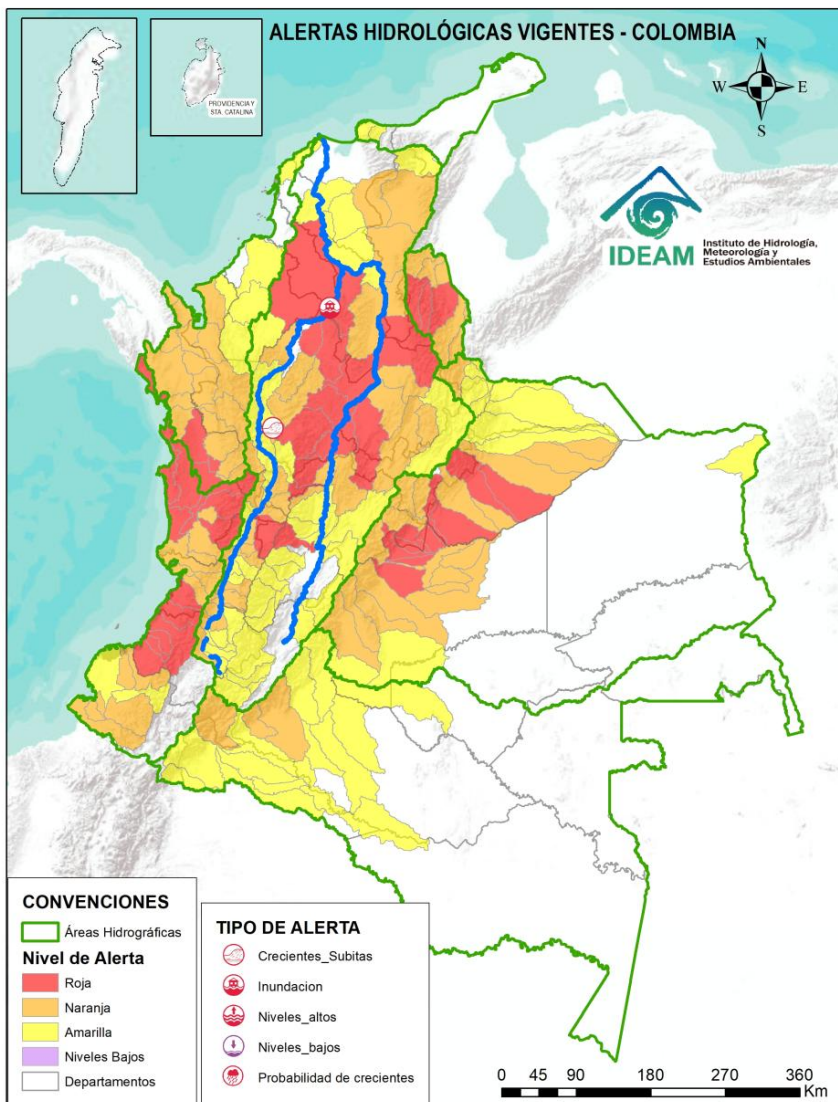 ALERTAS HIDROLÓGICAS VIGENTES - COLOMBIA
PROVIDENCIA Y
STA. CATALINA
N
W
E
S
IDEAM
Instituto de Hidrología,
Meteorología y
Estudios Ambientales
CONVENCIONES
Áreas Hidrográficas
Nivel de Alerta
Roja
Naranja
Amarilla
Niveles Bajos
Departamentos
TIPO DE ALERTA
Crecientes_Subitas
Inundacion
Niveles_altos
Niveles_bajos
Probabilidad de crecientes
0 45 90 180 270 360
Km